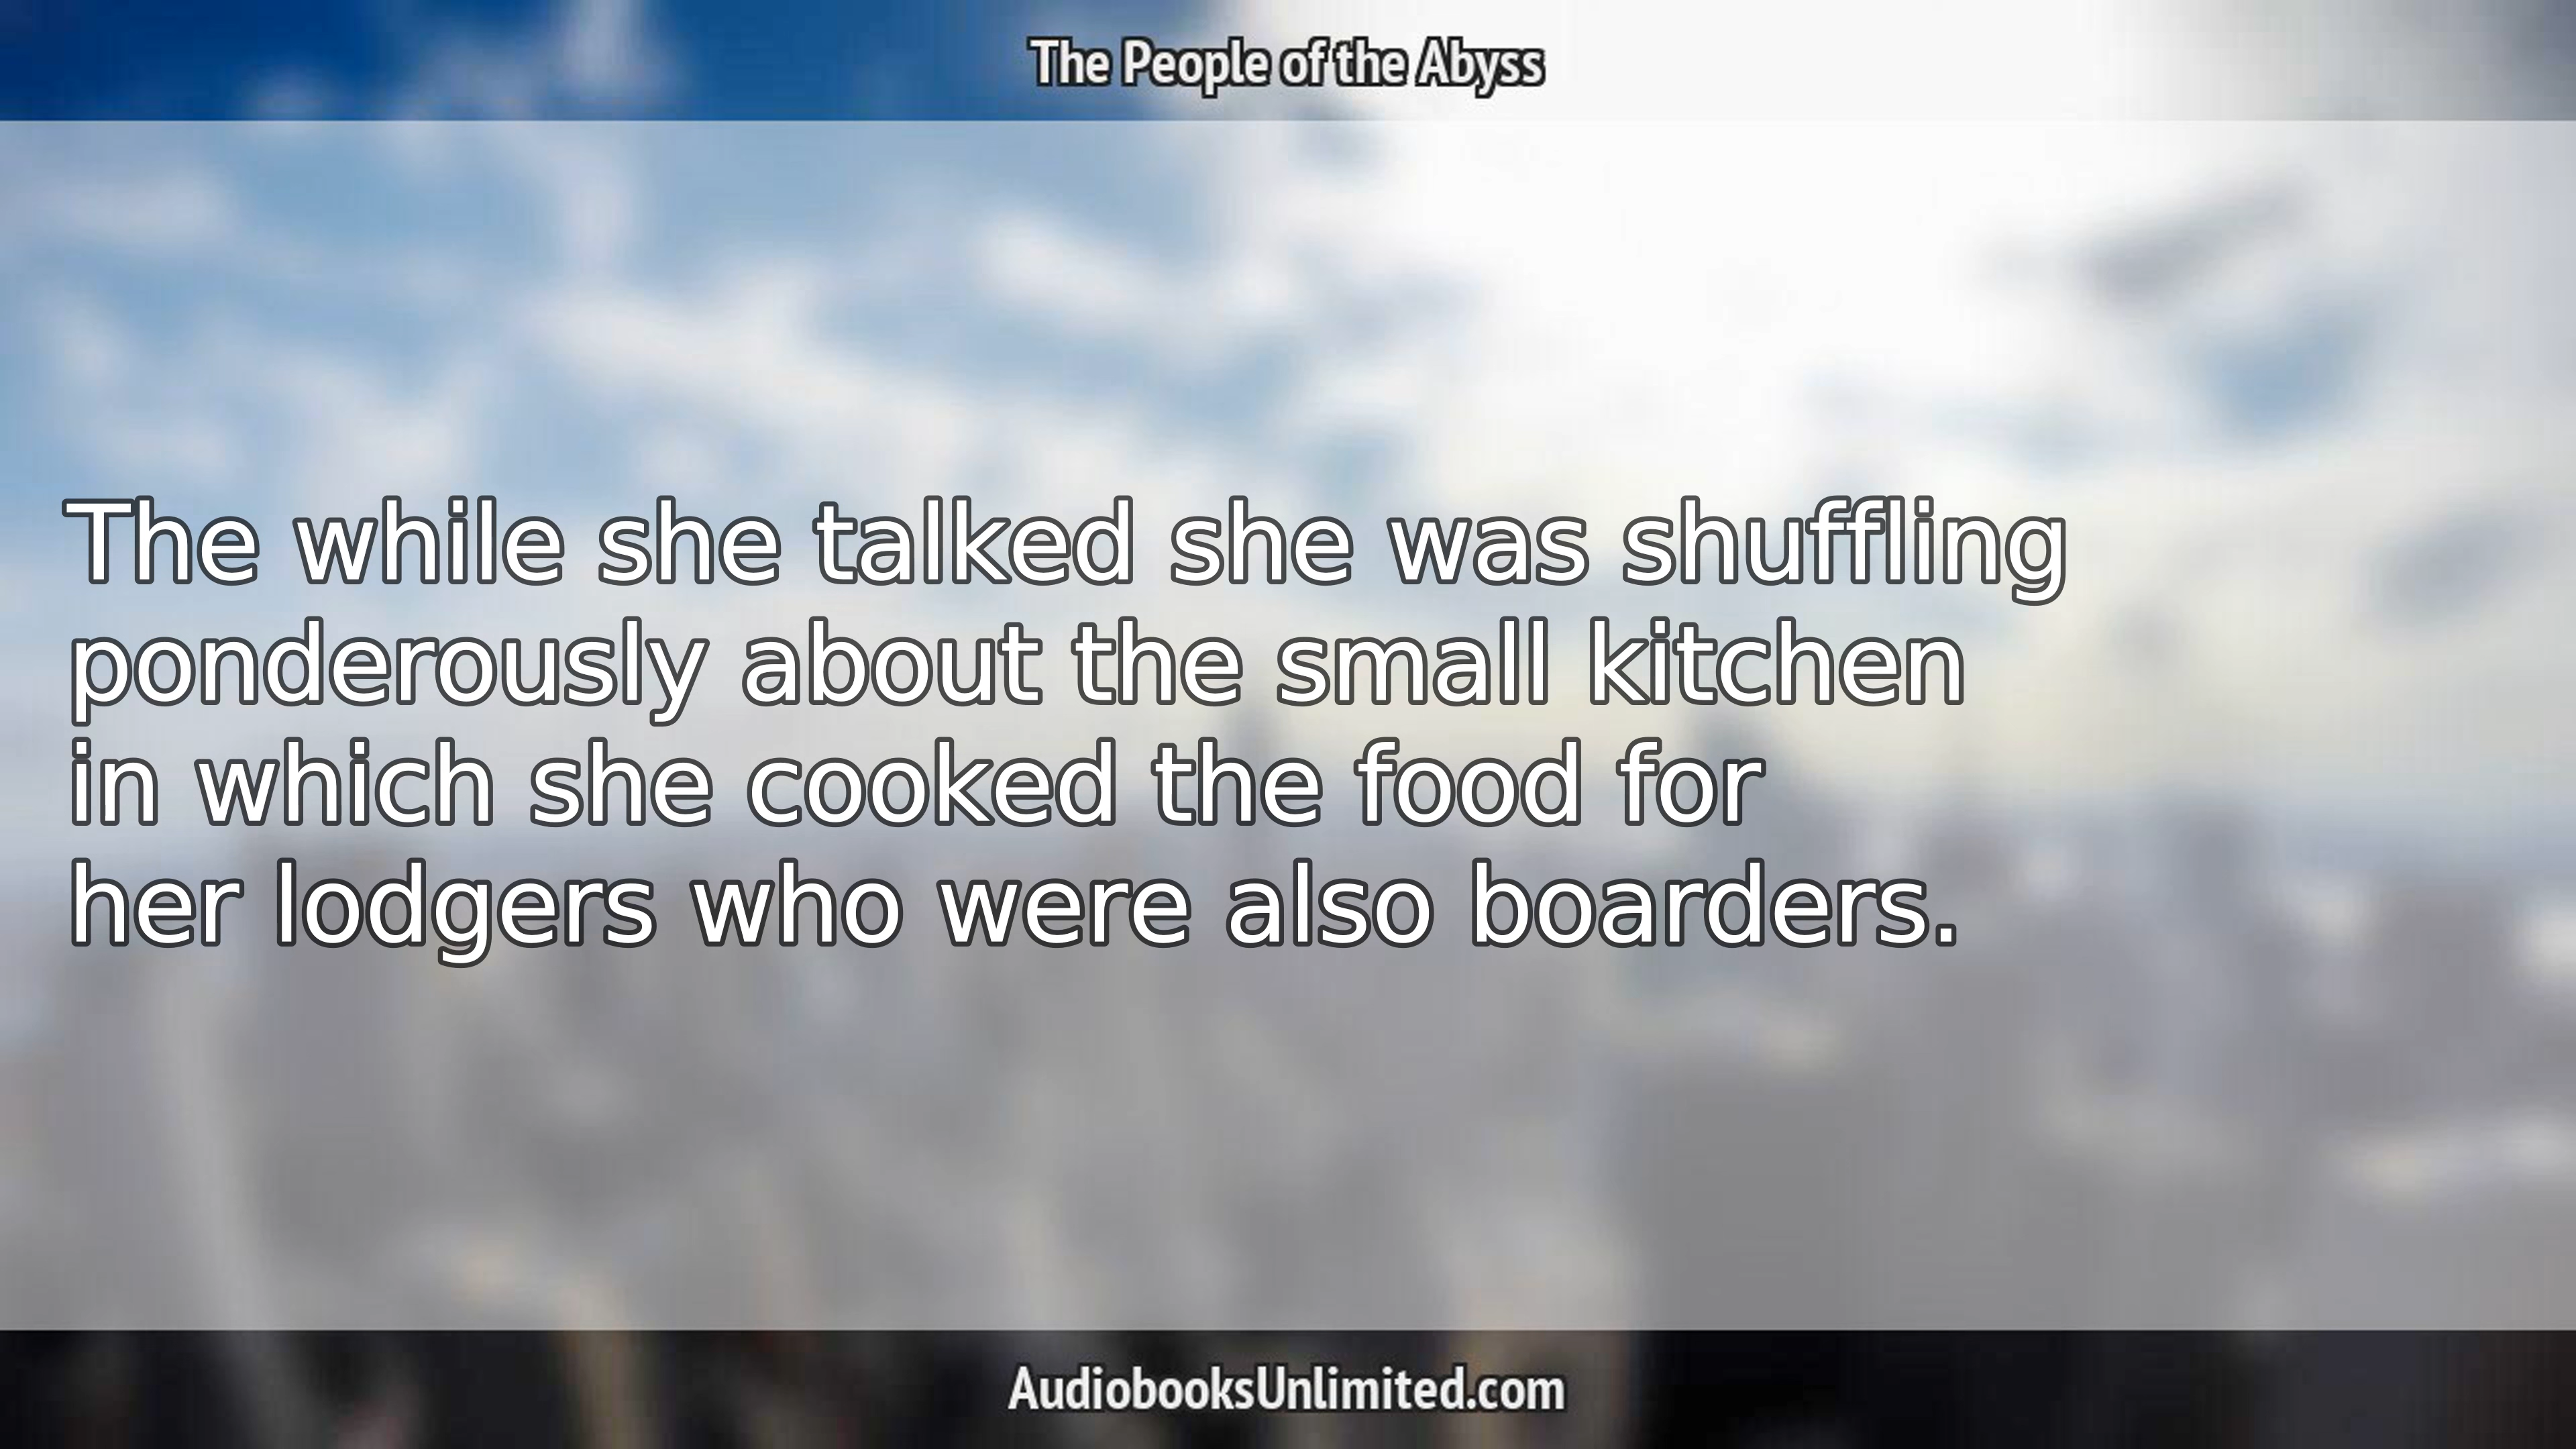 The People of the Abyss
The while she talked she was shuffling
ponderously about the small kitchen
in which she cooked the food for
her lodgers who were also boarders.
AudiobooksUnlimited.com